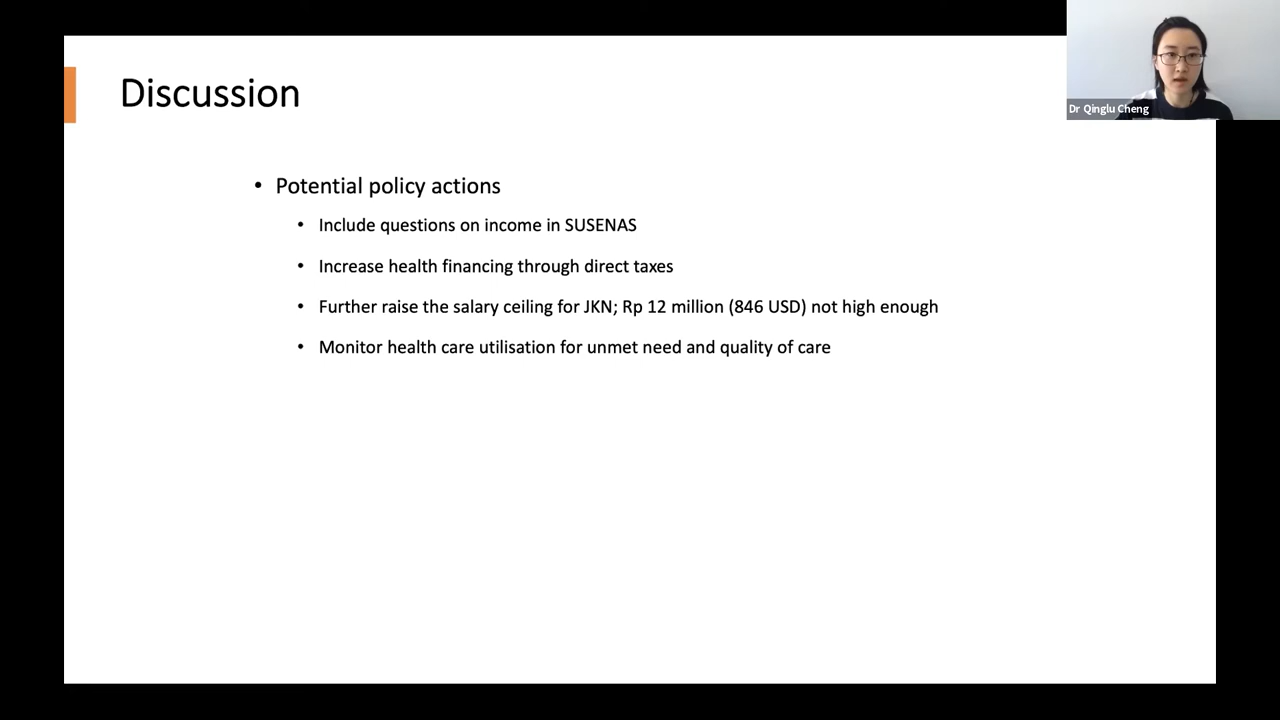 Discussion
Dr Qinglu Cheng
• Potential policy actions
• Include questions on income in SUSENAS
• Increase health financing through direct taxes
• Further raise the salary ceiling for JKN; Rp 12 million (846 USD) not high enough
• Monitor health care utilisation for unmet need and quality of care